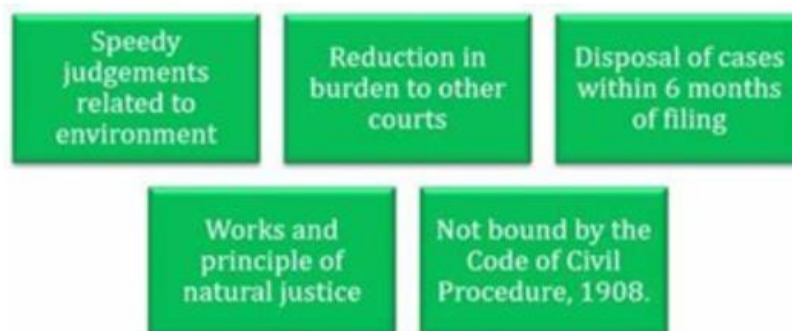 Speedy
judgements
related to
environment
Reduction in
burden to other
courts
Disposal of cases
within 6 months
of filing
Works and
principle of
natural justice
Not bound by the
Code of Civil
Procedure, 1908.